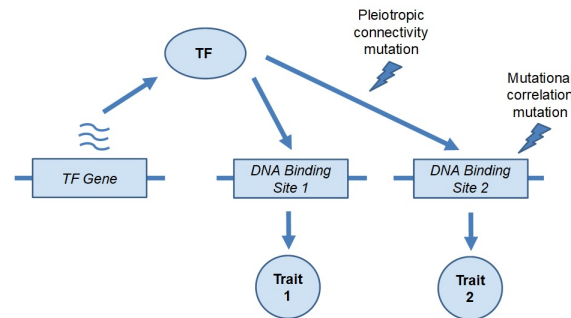 Pleiotropic
connectivity
mutation
TF
Mutational
correlation
mutation
TF Gene
DNA Binding
Site 1
DNA Binding
Site 2
Trait
1
Trait
2